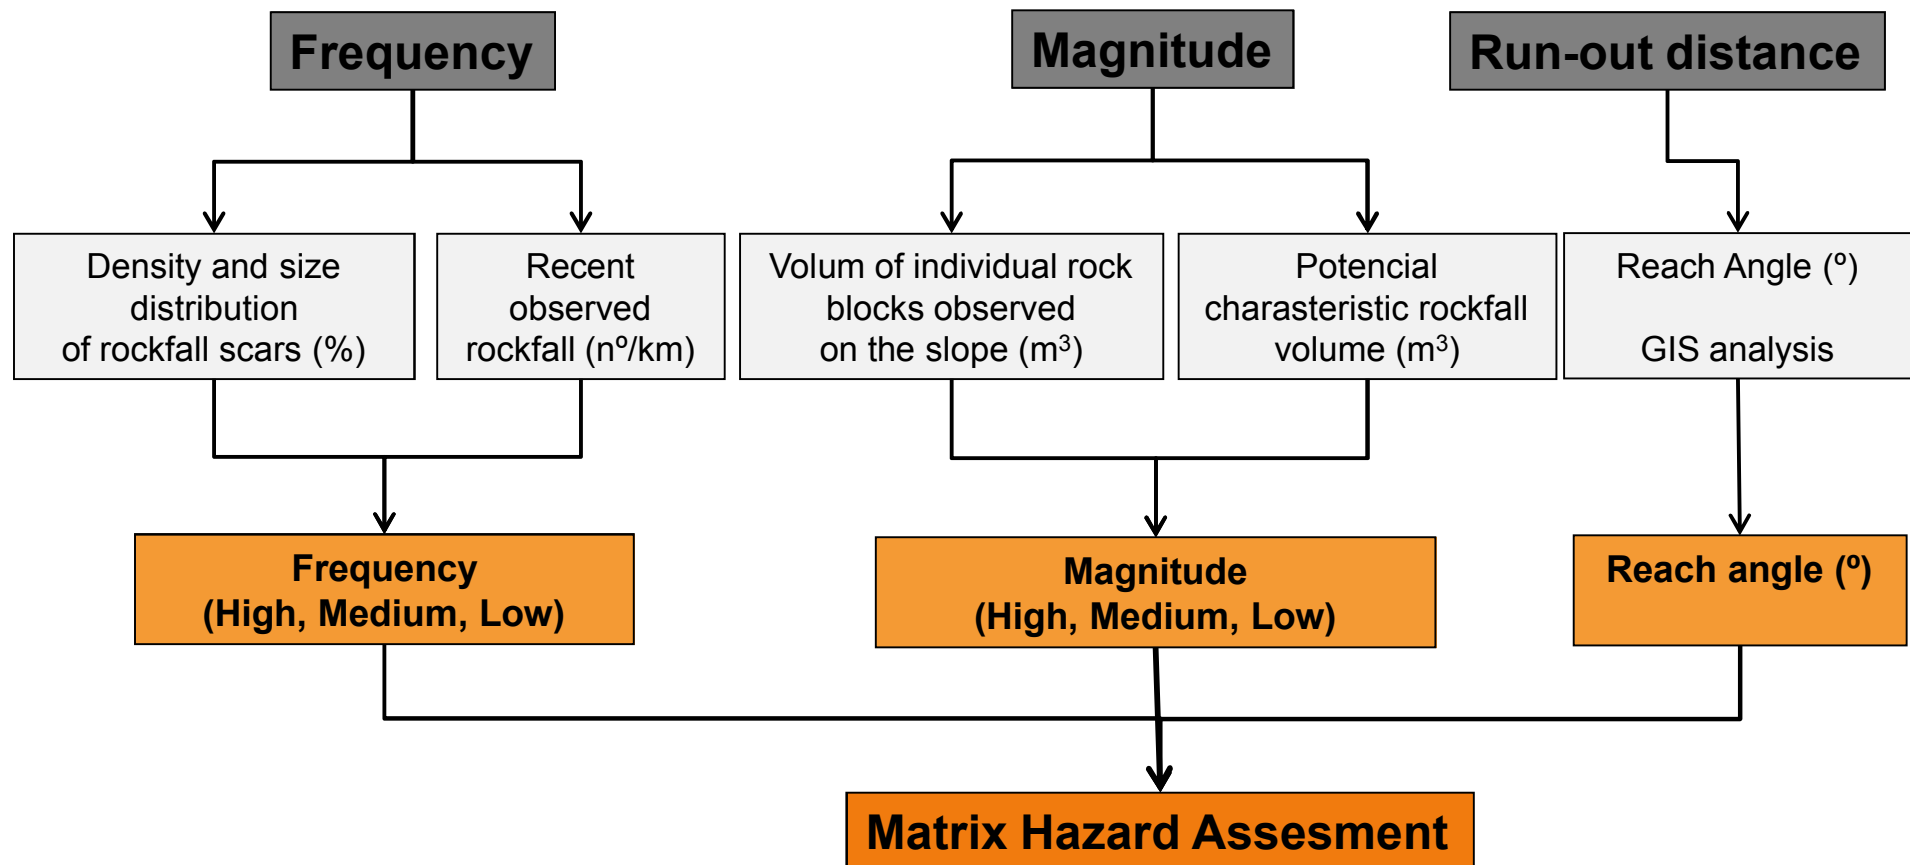 Frequency
Magnitude
Run-out distance
Density and size
distribution
of rockfall scars (%)
Recent
observed
rockfall (nº/km)
Volum of individual rock
blocks observed
on the slope (m³)
Potencial
charasteristic rockfall
volume (m³)
Reach Angle (º)
GIS analysis
Frequency
(High, Medium, Low)
Magnitude
(High, Medium, Low)
Reach angle (º)
Matrix Hazard Assesment